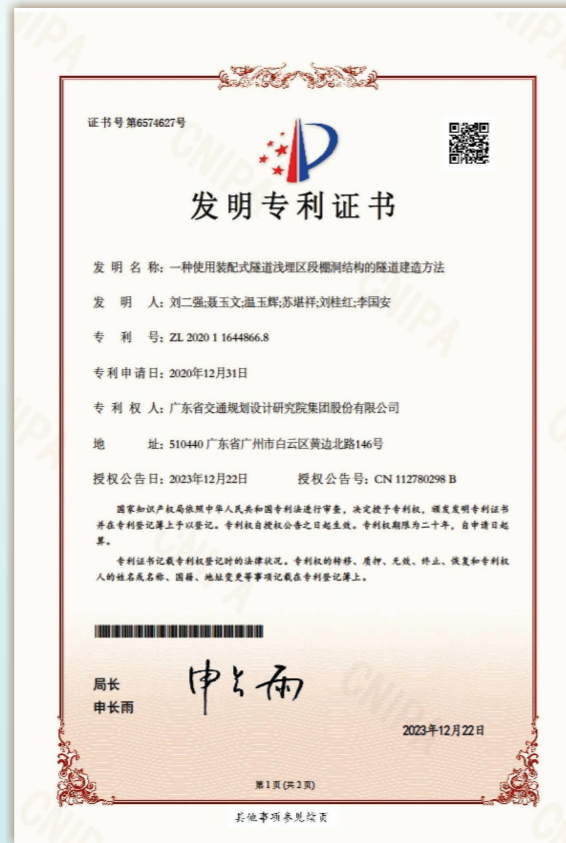 证书号第6574627号
发明专利证书
发 明 名 称：一种使用装配式隧道浅埋区段棚洞结构的隧道建造方法
发 明 人：刘二强;聂玉文;温玉辉;苏堪祥;刘桂红;李国安
专 利 号：ZL 2020 1 1644866.8
专利申请日：2020年12月31日
专 利 权 人：广东省交通规划设计研究院集团股份有限公司
地 址：510440 广东省广州市白云区黄边北路146号
授权公告日：2023年12月22日 授权公告号：CN 112780298 B
国家知识产权局依照中华人民共和国专利法进行审查，决定授予专利权，颁发发明专利证书
并在专利登记簿上予以登记。专利权自授权公告之日起生效。专利权期限为二十年，自申请日起
算。
专利证书记载专利权登记时的法律状况。专利权的转移、质押、无效、终止、恢复和专利权
人的姓名或名称、国籍、地址变更等事项记载在专利登记簿上。
局长
申长雨
申长雨
2023年12月22日
第1页(共2页)
其他事项参见续页
CNIPA